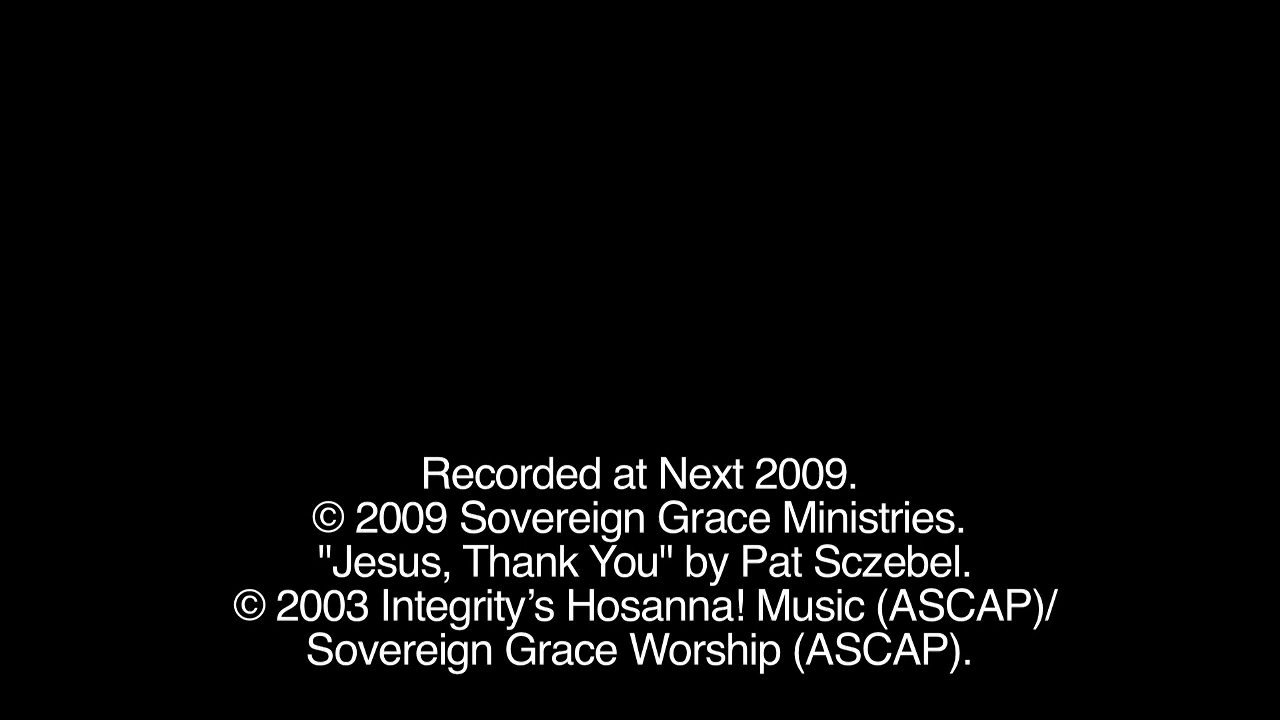 Recorded at Next 2009.
© 2009 Sovereign Grace Ministries.
"Jesus, Thank You" by Pat Sczebel.
© 2003 Integrity’s Hosanna! Music (ASCAP)/
Sovereign Grace Worship (ASCAP).